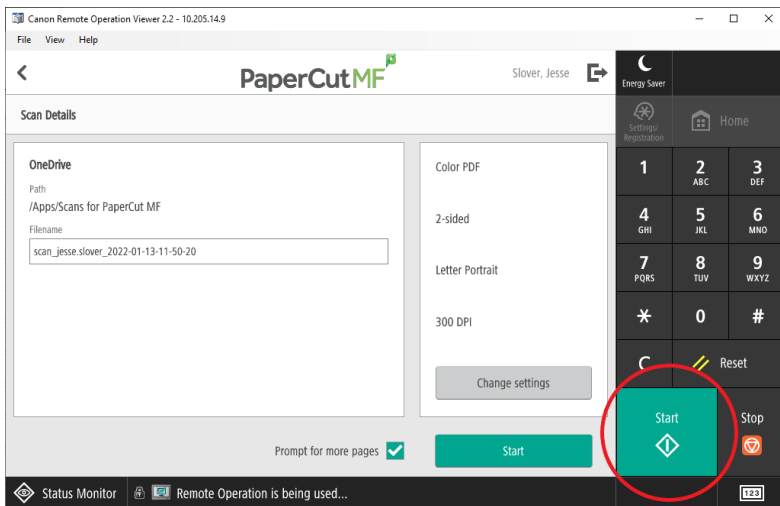 Canon Remote Operation Viewer 2.2 - 10.205.14.9
File View Help
PaperCutMF
Slover, Jesse
Energy Saver
Scan Details
Settings/
Registration
Home
OneDrive
Path
/Apps/Scans for PaperCut MF
Filename
scan_jesse.slover_2022-01-13-11-50-20
Color PDF
2-sided
Letter Portrait
300 DPI
Change settings
Prompt for more pages
Start
1
2 ABC
3 DEF
4 GHI
5 JKL
6 MNO
7 PQRS
8 TUV
9 WXYZ
* 0 #
C
Reset
Start
Stop
Status Monitor
Remote Operation is being used...
123